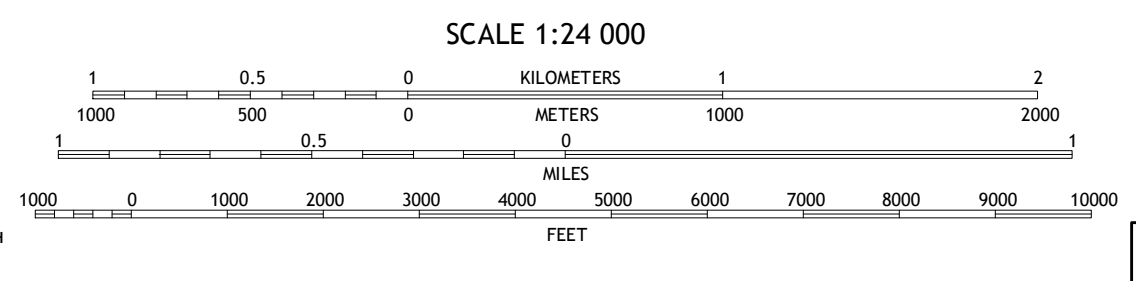 SCALE 1:24 000
1 0.5 0 KILOMETERS 1 2
1000 500 0 METERS 1000 2000
1 0.5 0 1
MILES
1000 0 1000 2000 3000 4000 5000 6000 7000 8000 9000 10000
FEET
H